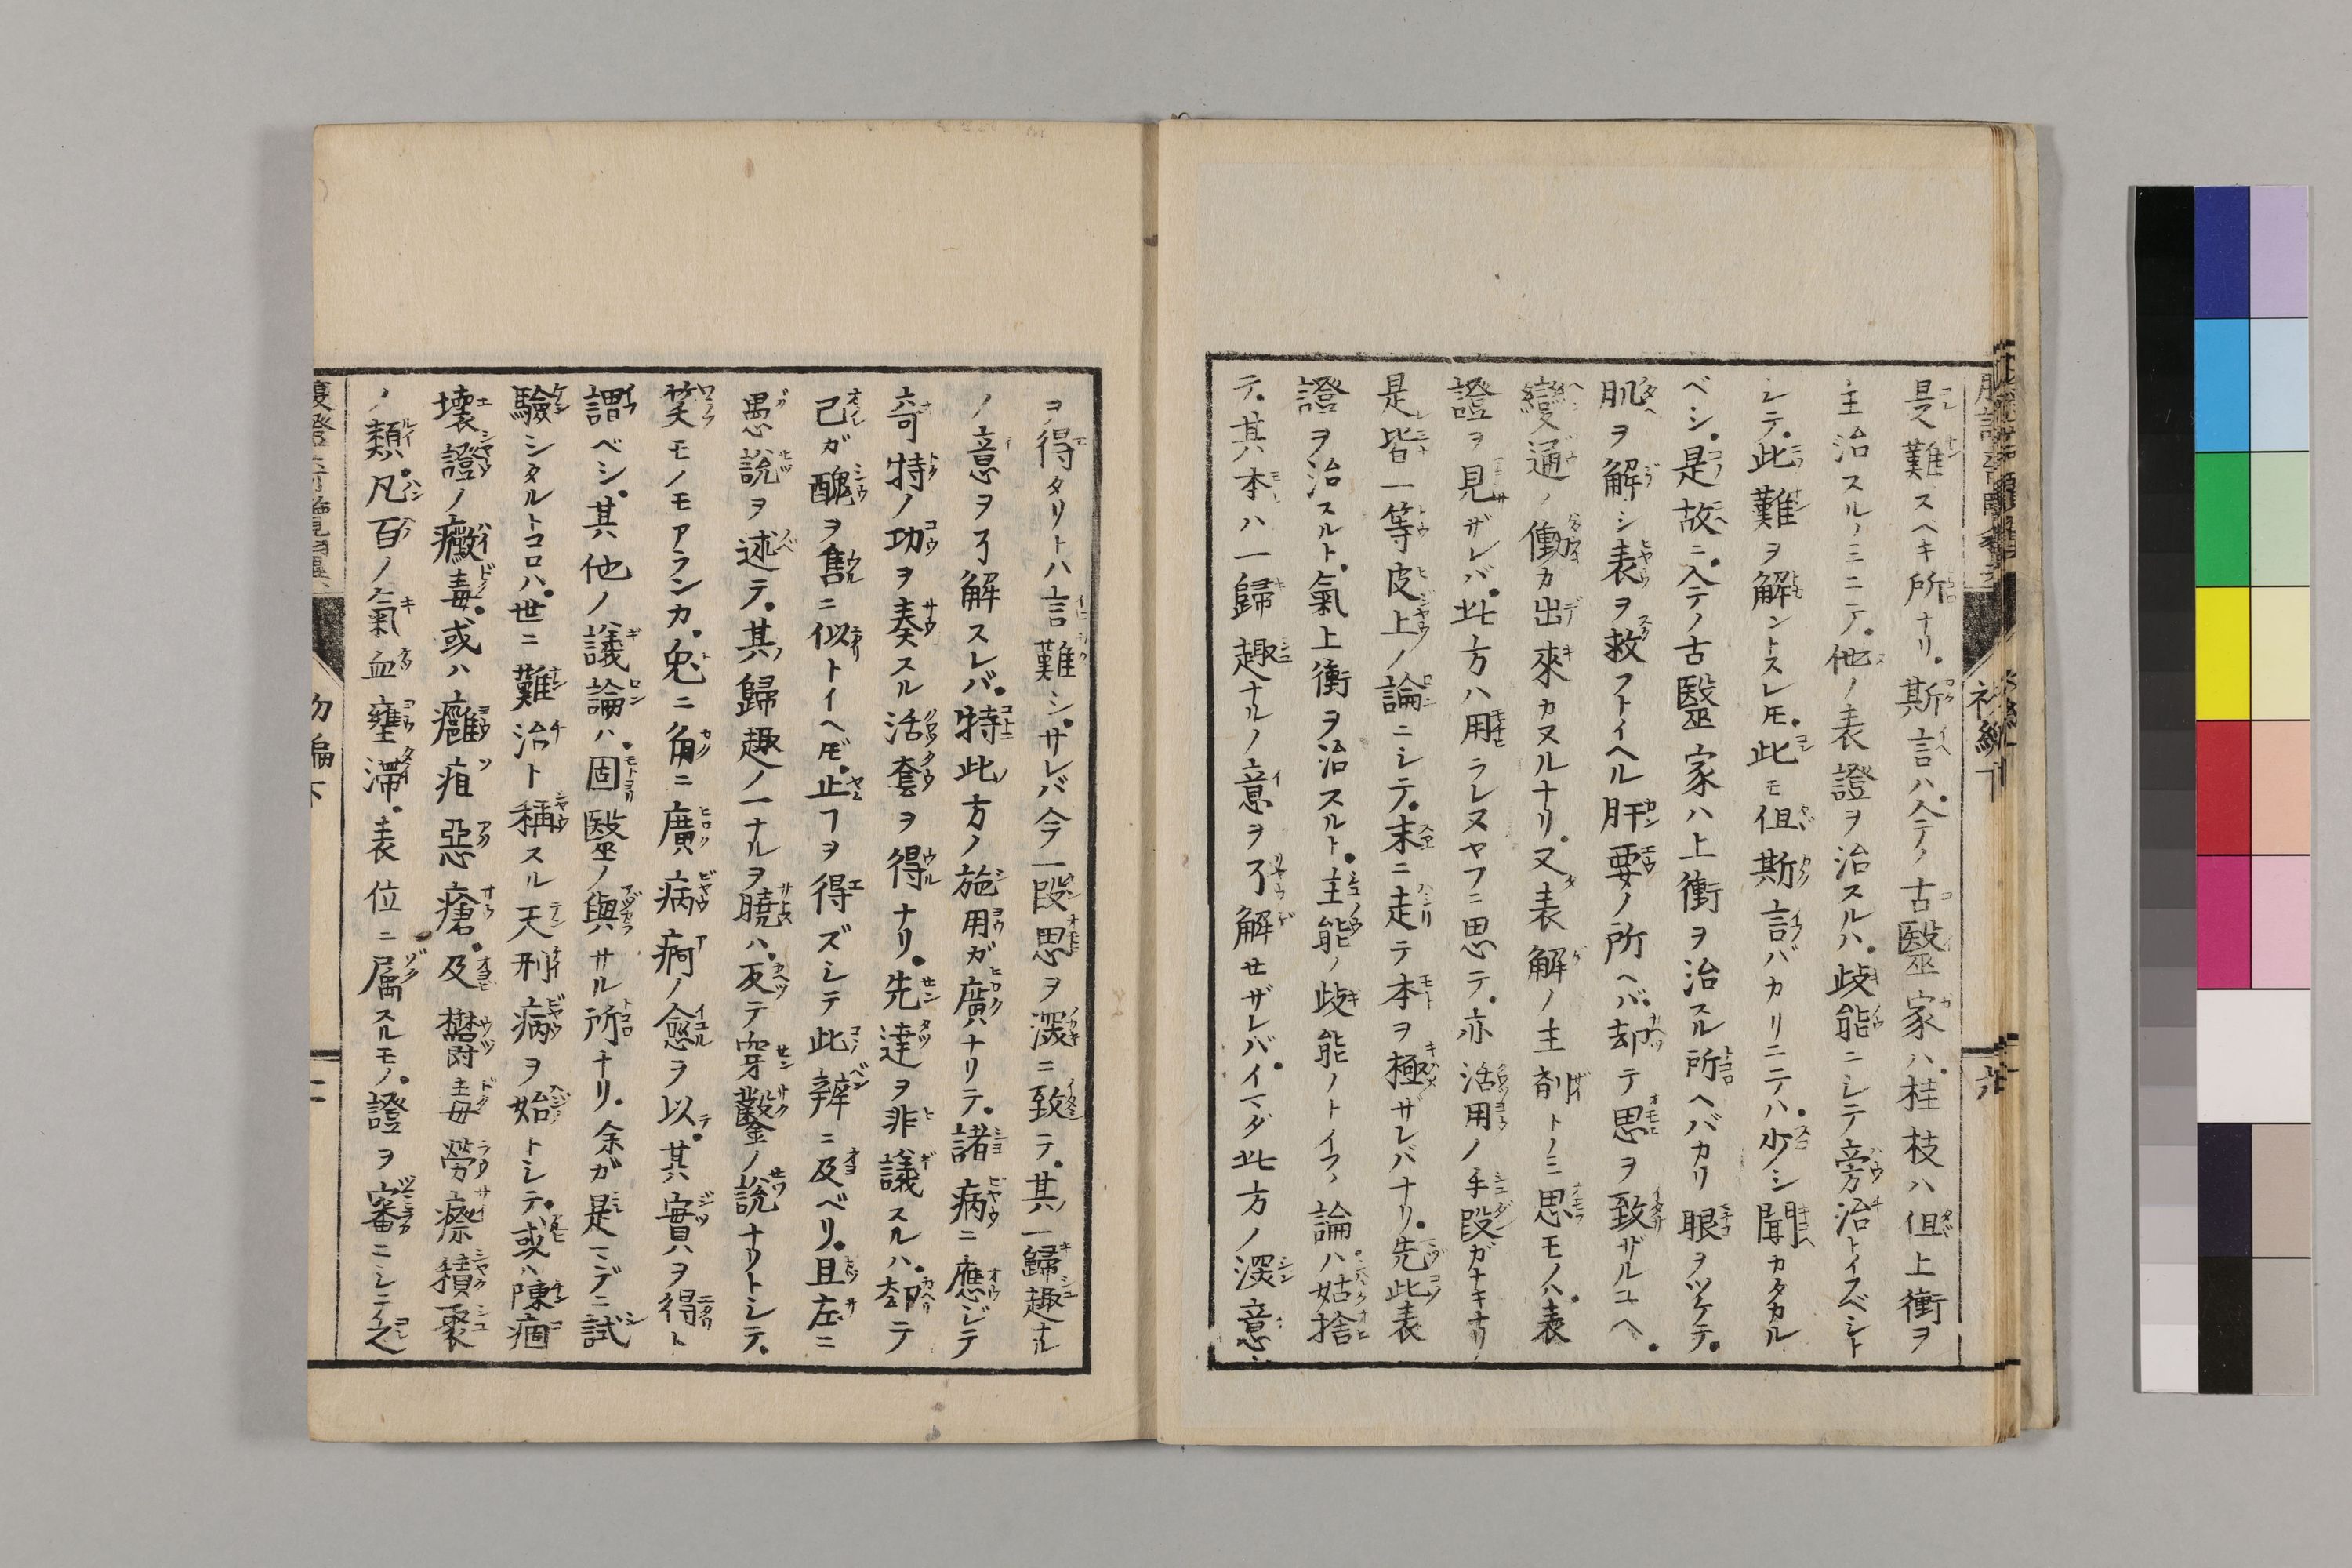 是難スベキ所ナリ。斯言ハ、今ノ古醫家ハ、桂枝ハ但上衝ヲ
主治スルノミニテ、他ノ表證ヲ治スルハ、歧能ニシテ旁治トイフベシト
シテ、此難ヲ解ントスレ𪜈、此モ但斯言バカリニテハ、少シ聞カタカル
ベシ。是故ニ、今ノ古醫家ハ上衝ヲ治スル所ヘバカリ眼ヲツケテ、
肌ヲ解シ表ヲ救フトイヘル肝要ノ所ヘバ、却テ思ヲ致ザルユヘ、
變通ノ働カ出來カヌルナリ。又表解ノ主劑トノミ思モノハ、表
證ヲ見ザレバ、此方ハ用ラレヌヤフニ思テ、亦活用ノ手段ガナキナリ
是皆一等皮上ノ論ニシテ、末ニ走テ本ヲ極ザレバナリ。先此表
證ヲ治スルト、氣上衝ヲ治スルト、主能ノ歧能ノトイフ、論ハ姑捨
テ、其本ハ一歸趣ナルノ意ヲ了解セザレバ、イマダ此方ノ深意
ヲ得タリトハ言難シ。サレバ今一段思ヲ深ニ致テ、其一歸趣ナル
ノ意ヲ了解スレバ、特此方ノ施用ガ廣ナリテ、諸病ニ應ジテ
奇特ノ功ヲ奏スル活套ヲ得ナリ。先達ヲ非議スルハ、却テ
己ガ醜ヲ售ニ似トイヘ𪜈、止ヿヲ得ズシテ此辨ニ及ベリ。且左ニ
愚說ヲ述テ、其歸趣ノ一ナルヲ曉ハ、反テ穿鑿ノ說ナリトシテ、
笑モノモアランカ。兔ニ角ニ廣病痾ノ愈ヲ以、其實ヲ得ト
謂ベシ。其他ノ議論ハ、固醫ノ與サル所ナリ。余ガ是マデニ試
驗シタルトコロハ、世ニ難治ト稱スル天刑病ヲ始トシテ、或ハ陳痼
壞證ノ黴毒、或ハ癰疽惡瘡、及鬱毒勞瘵積聚
ノ類、凡百ノ氣血壅滯、表位ニ属スルモノ、證ヲ審ニシテ之
初編下